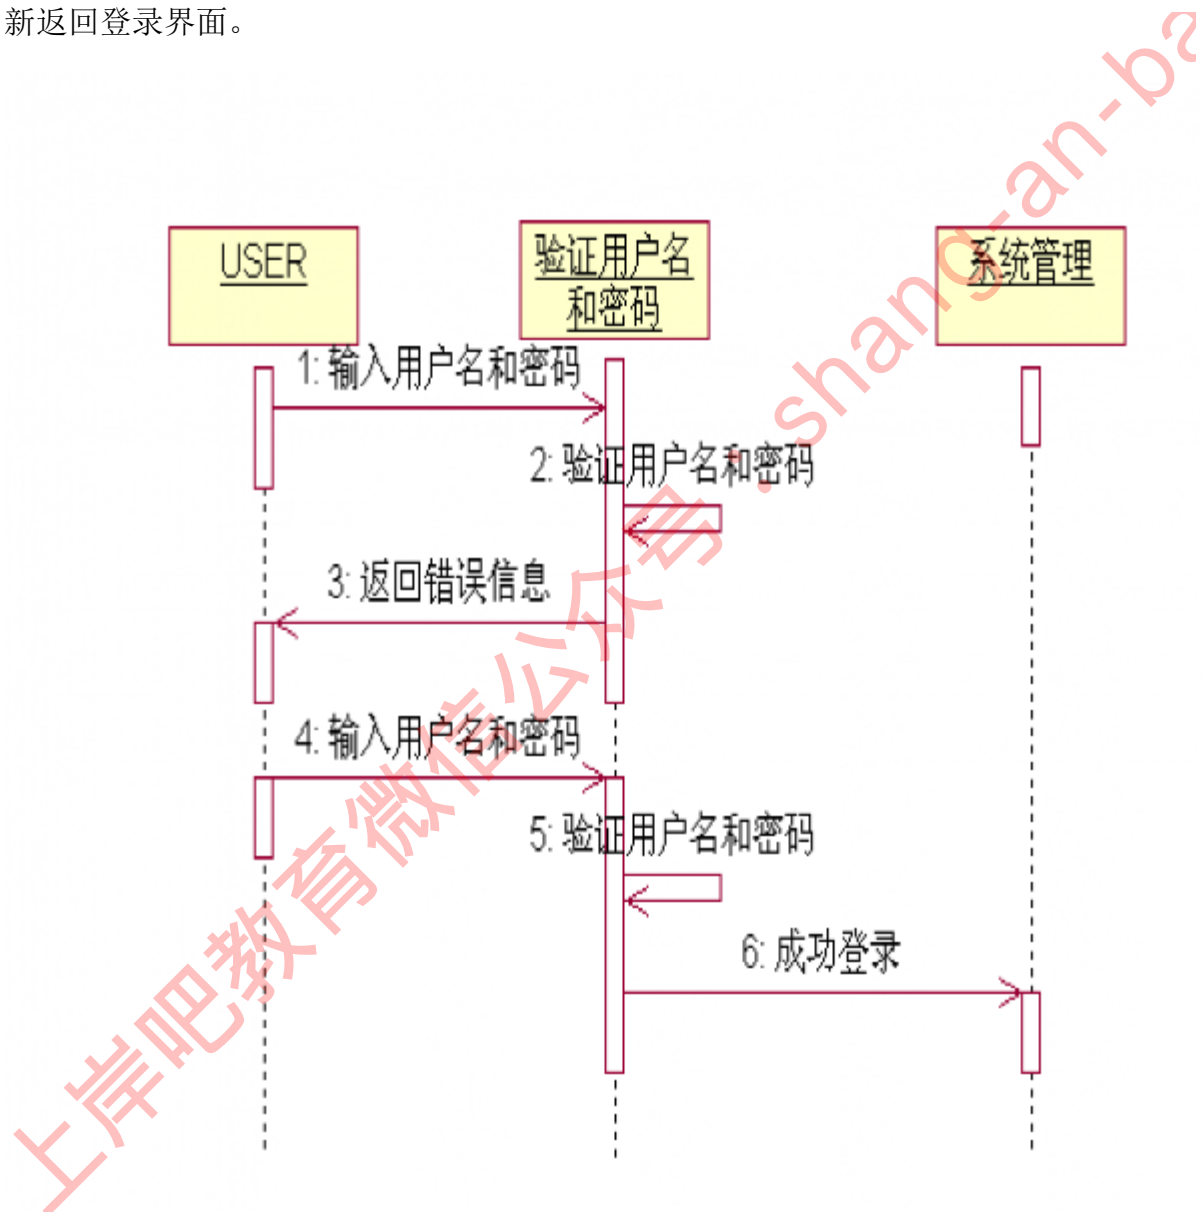 新返回登录界面。
USER
验证用户名
和密码
系统管理
1: 输入用户名和密码
2: 验证用户名和密码
3: 返回错误信息
4: 输入用户名和密码
5: 验证用户名和密码
6: 成功登录
上岸吧教育微信公众号：shang-an-ba